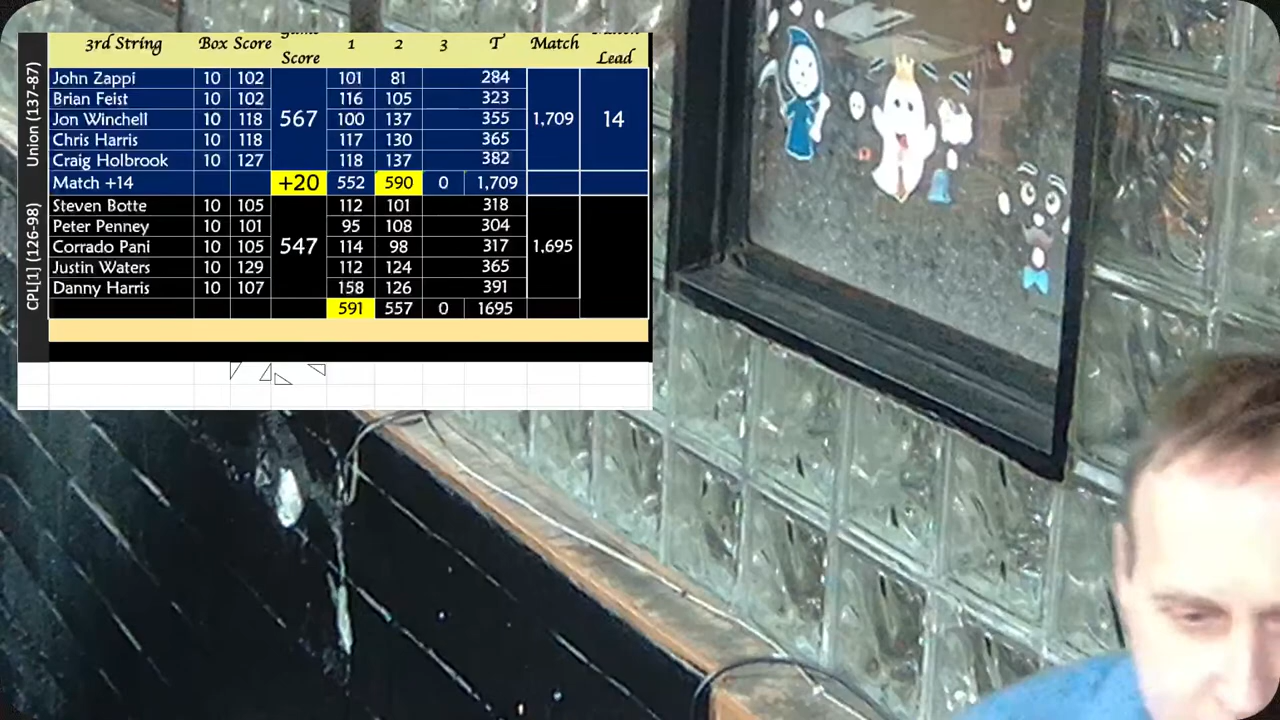 3rd String Box Score Score 1 2 3 T Match Lead
Union (137-87)
John Zappi 10 102 101 81 284
Brian Feist 10 102 116 105 323
Jon Winchell 10 118 567 100 137 355 1,709 14
Chris Harris 10 118 117 130 365
Craig Holbrook 10 127 118 137 382
Match +14 +20 552 590 0 1,709
CPL[1] (126-98)
Steven Botte 10 105 112 101 318
Peter Penney 10 101 95 108 304
Corrado Pani 10 105 547 114 98 317 1,695
Justin Waters 10 129 112 124 365
Danny Harris 10 107 158 126 391
591 557 0 1695